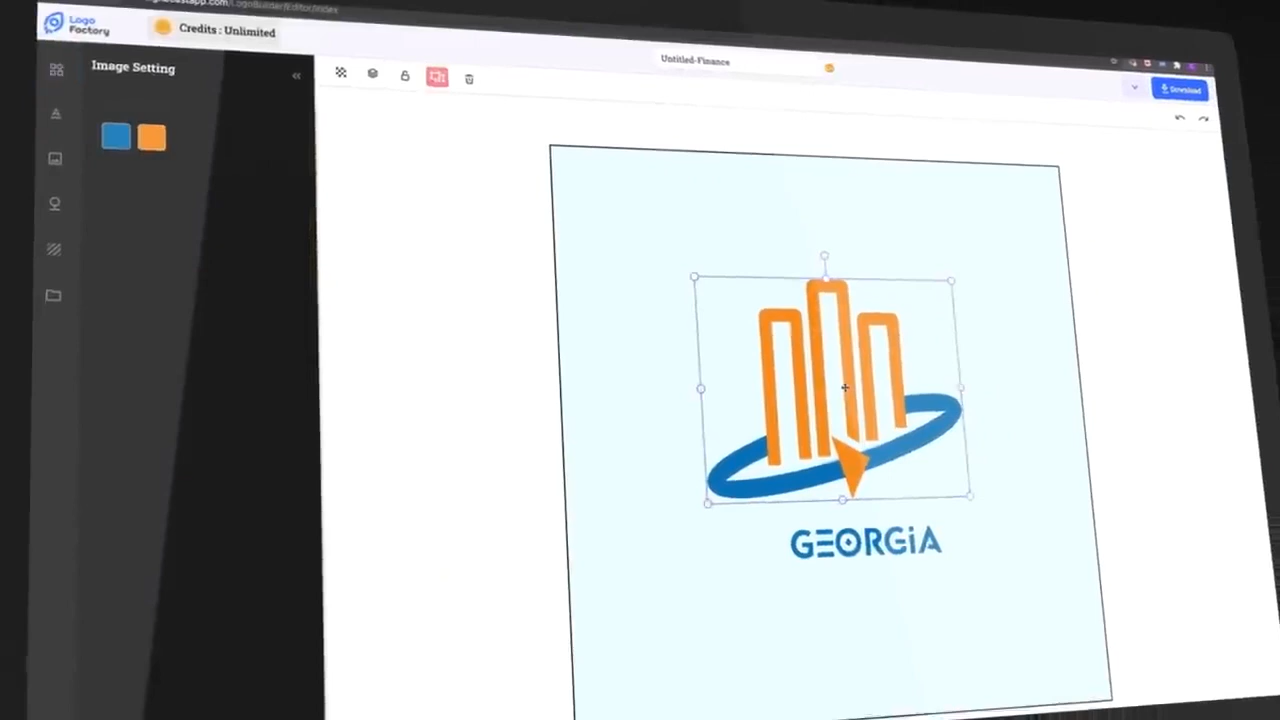 Logo
Factory
Credits : Unlimited
Untitled-Finance
Download
Image Setting
GEORGiA